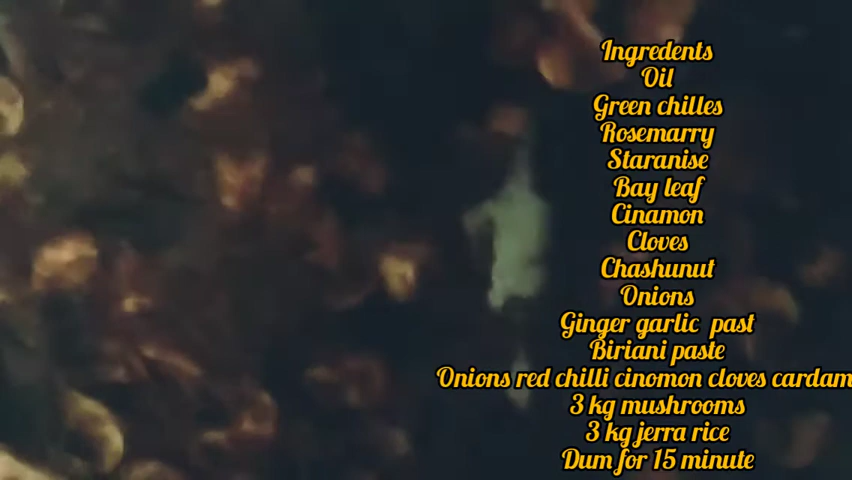 Ingredents
Oil
Green chilles
Rosemarry
Staranise
Bay leaf
Cinamon
Cloves
Chashunut
Onions
Ginger garlic past
Biriani paste
Onions red chilli cinomon cloves cardam
3 kg mushrooms
3 kg jerra rice
Dum for 15 minute